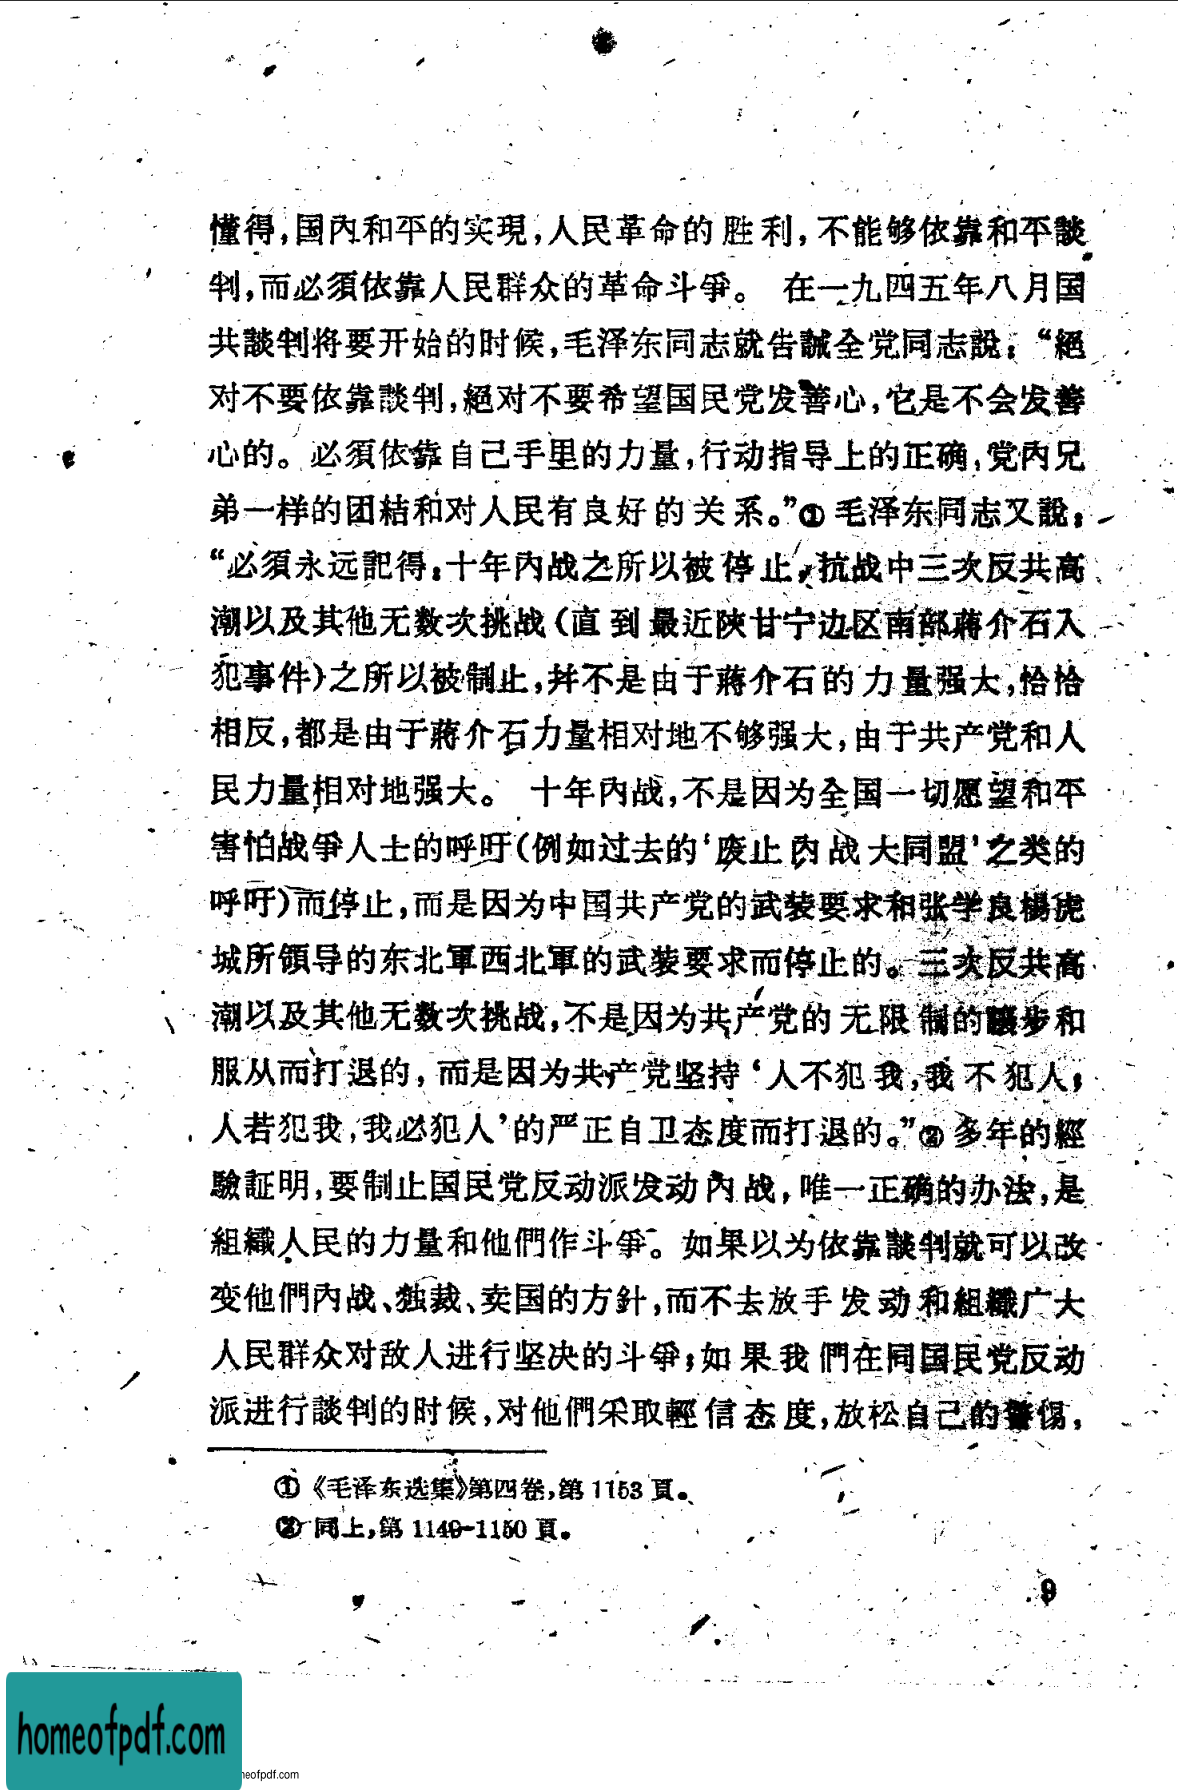 懂得，国內和平的实現，人民革命的胜利，不能够依靠和平談
判，而必須依靠人民群众的革命斗爭。在一九四五年八月国
共談判将要开始的时候，毛泽东同志就告誡全党同志說：“絕
对不要依靠談判，絕对不要希望国民党发善心，它是不会发善
心的。必須依靠自己手里的力量，行动指导上的正确，党內兄
弟一样的团結和对人民有良好的关系。”①毛泽东同志又說：
“必須永远記得：十年內战之所以被停止，抗战中三次反共高
潮以及其他无数次挑战（直到最近陝甘宁边区南部蔣介石入
犯事件）之所以被制止，幷不是由于蔣介石的力量强大，恰恰
相反，都是由于蔣介石力量相对地不够强大，由于共产党和人
民力量相对地强大。十年內战，不是因为全国一切愿望和平
害怕战爭人士的呼吁（例如过去的‘废止內战大同盟’之类的
呼吁）而停止，而是因为中国共产党的武装要求和张学良楊虎
城所領导的东北軍西北軍的武装要求而停止的。三次反共高
潮以及其他无数次挑战，不是因为共产党的无限制的讓步和
服从而打退的，而是因为共产党坚持‘人不犯我，我不犯人；
人若犯我，我必犯人’的严正自卫态度而打退的。”②多年的經
驗証明，要制止国民党反动派发动內战，唯一正确的办法，是
組織人民的力量和他們作斗爭。如果以为依靠談判就可以改
变他們內战、独裁、卖国的方針，而不去放手发动和組織广大
人民群众对敌人进行坚决的斗爭；如果我們在同国民党反动
派进行談判的时候，对他們采取輕信态度，放松自己的警惕，
①《毛泽东选集》第四卷，第1153頁。
②同上，第1149-1150頁。
9
homeofpdf.com
neofpdf.com